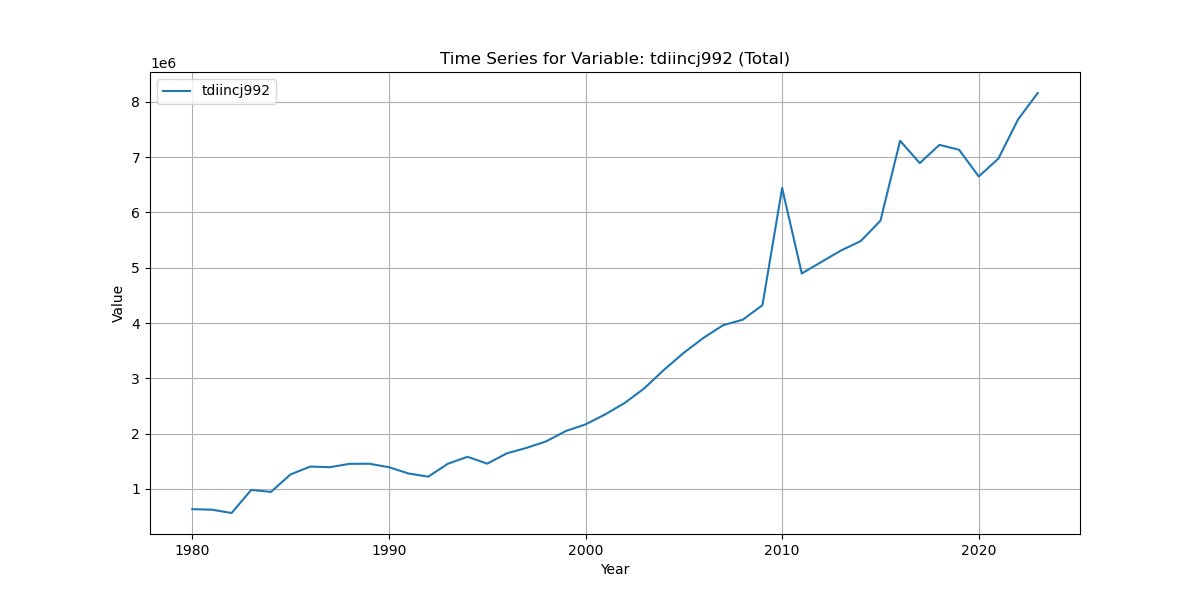 Time Series for Variable: tdiincj992 (Total)
1e6
tdiincj992
8
7
6
5
4
3
2
1
Value
1980 1990 2000 2010 2020
Year